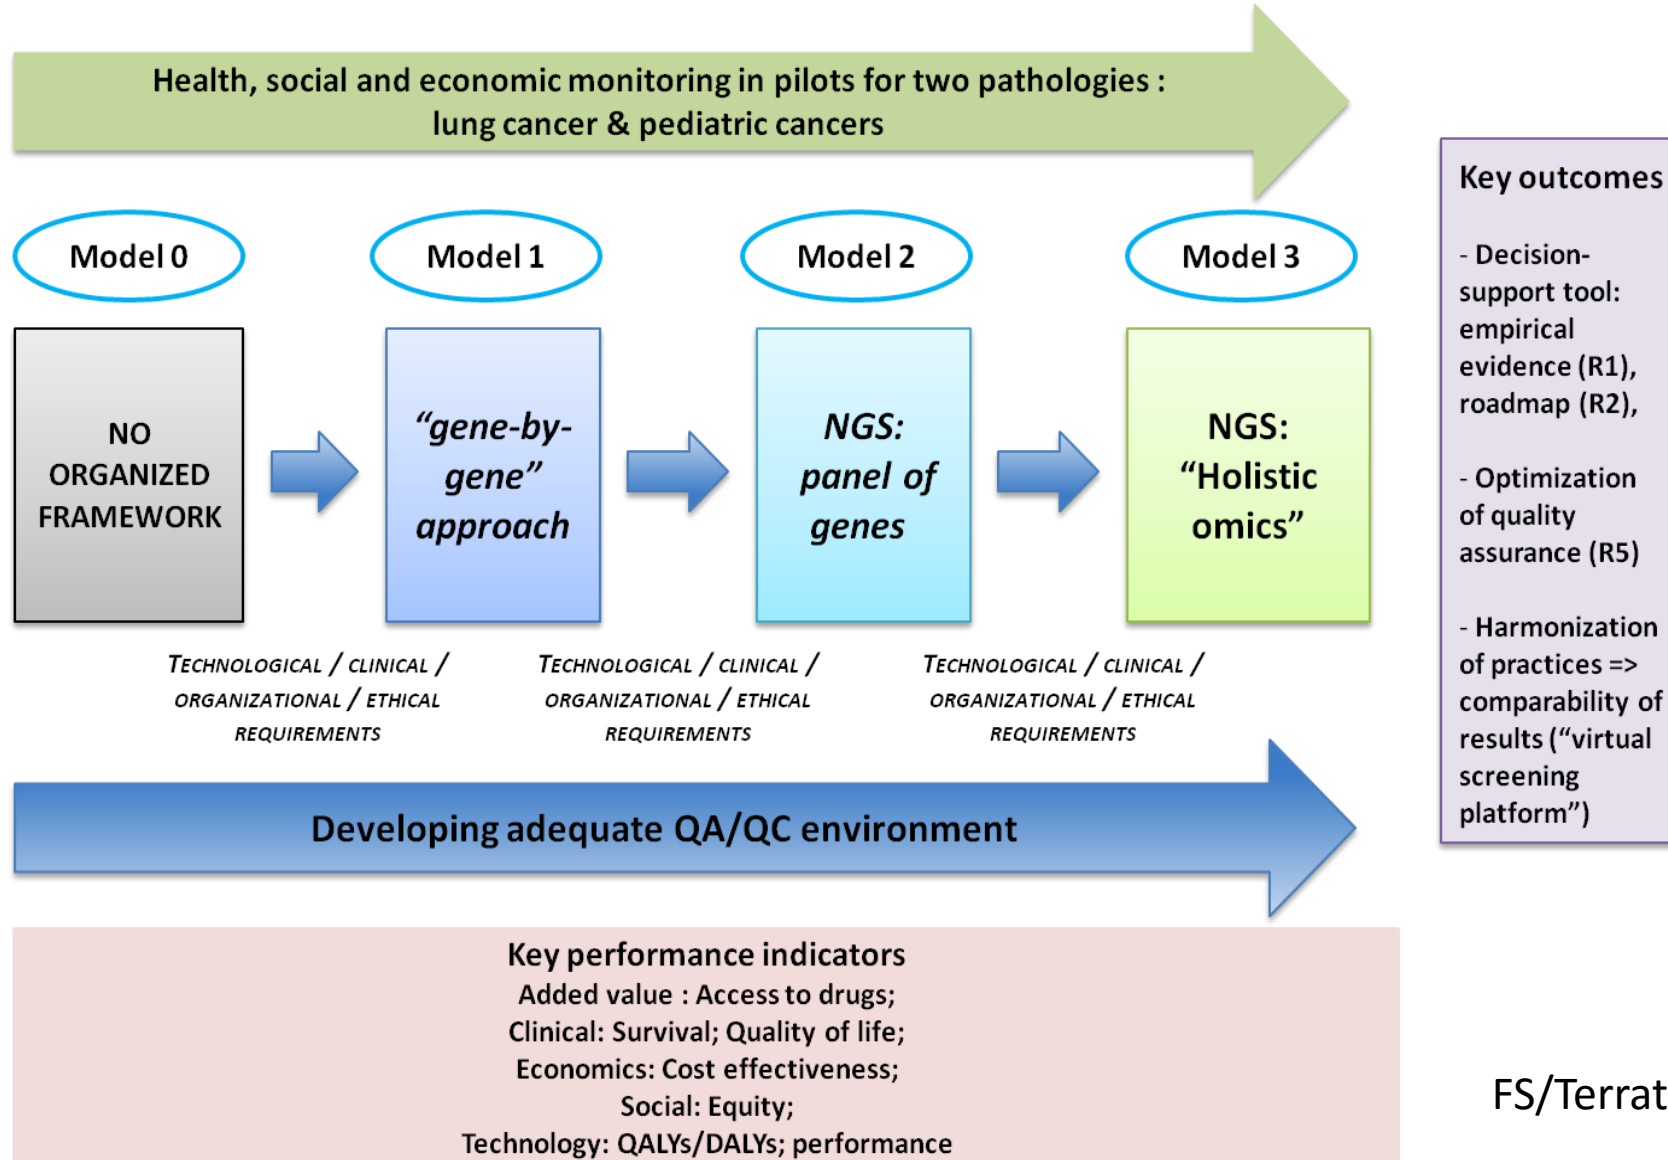 Health, social and economic monitoring in pilots for two pathologies :
lung cancer & pediatric cancers
Model 0
Model 1
Model 2
Model 3
NO
ORGANIZED
FRAMEWORK
“gene-by-
gene”
approach
NGS:
panel of
genes
NGS:
“Holistic
omics”
TECHNOLOGICAL / CLINICAL /
ORGANIZATIONAL / ETHICAL
REQUIREMENTS
TECHNOLOGICAL / CLINICAL /
ORGANIZATIONAL / ETHICAL
REQUIREMENTS
TECHNOLOGICAL / CLINICAL /
ORGANIZATIONAL / ETHICAL
REQUIREMENTS
Developing adequate QA/QC environment
Key performance indicators
Added value : Access to drugs;
Clinical: Survival; Quality of life;
Economics: Cost effectiveness;
Social: Equity;
Technology: QALYs/DALYs; performance
Key outcomes
- Decision-
support tool:
empirical
evidence (R1),
roadmap (R2),
- Optimization
of quality
assurance (R5)
- Harmonization
of practices =>
comparability of
results (“virtual
screening
platform”)
FS/Terrat